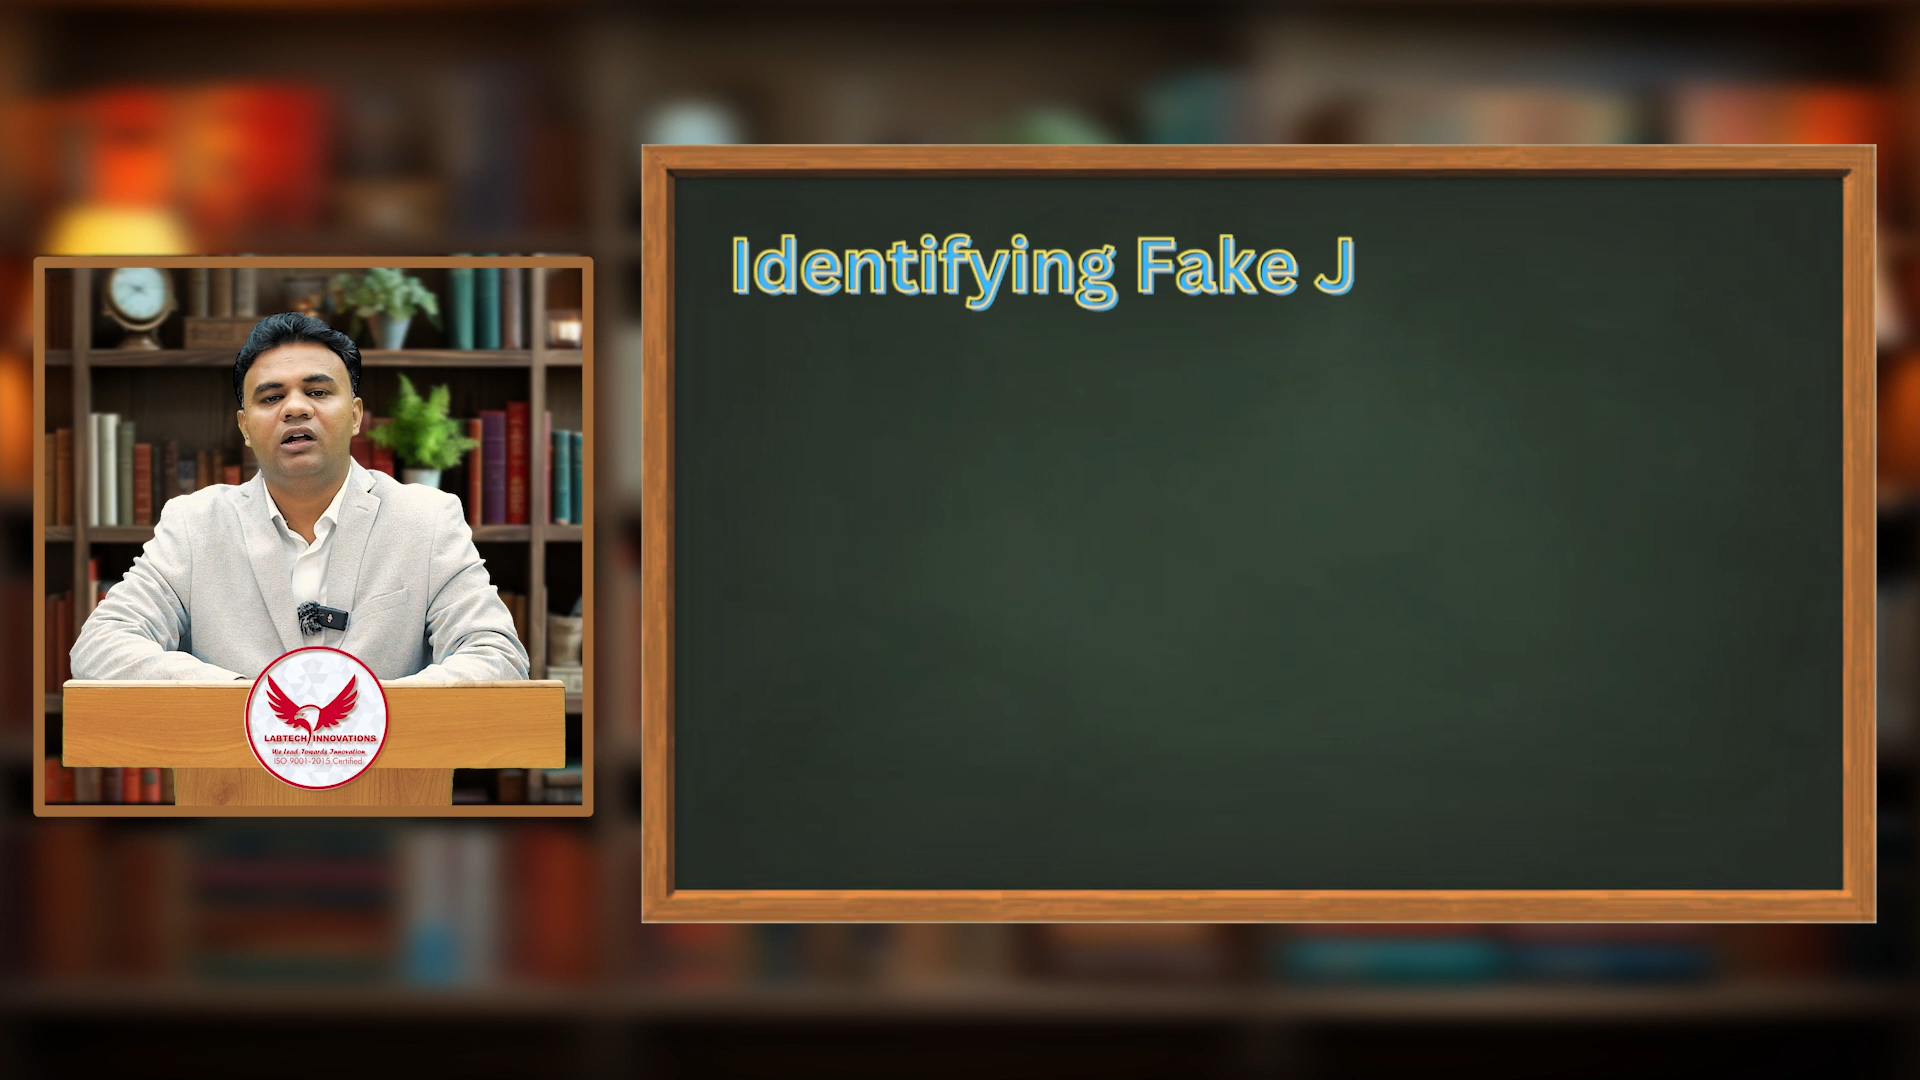 Identifying Fake J
LABTECH INNOVATIONS
We Lead Towards Innovation
ISO 9001-2015 Certified